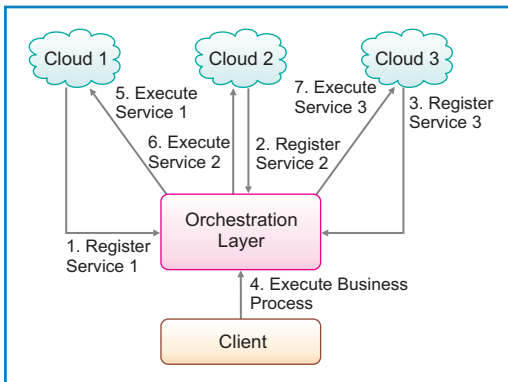 Cloud 1
Cloud 2
Cloud 3
5. Execute
Service 1
7. Execute
Service 3
3. Register
Service 3
6. Execute
Service 2
2. Register
Service 2
Orchestration
Layer
1. Register
Service 1
4. Execute Business
Process
Client